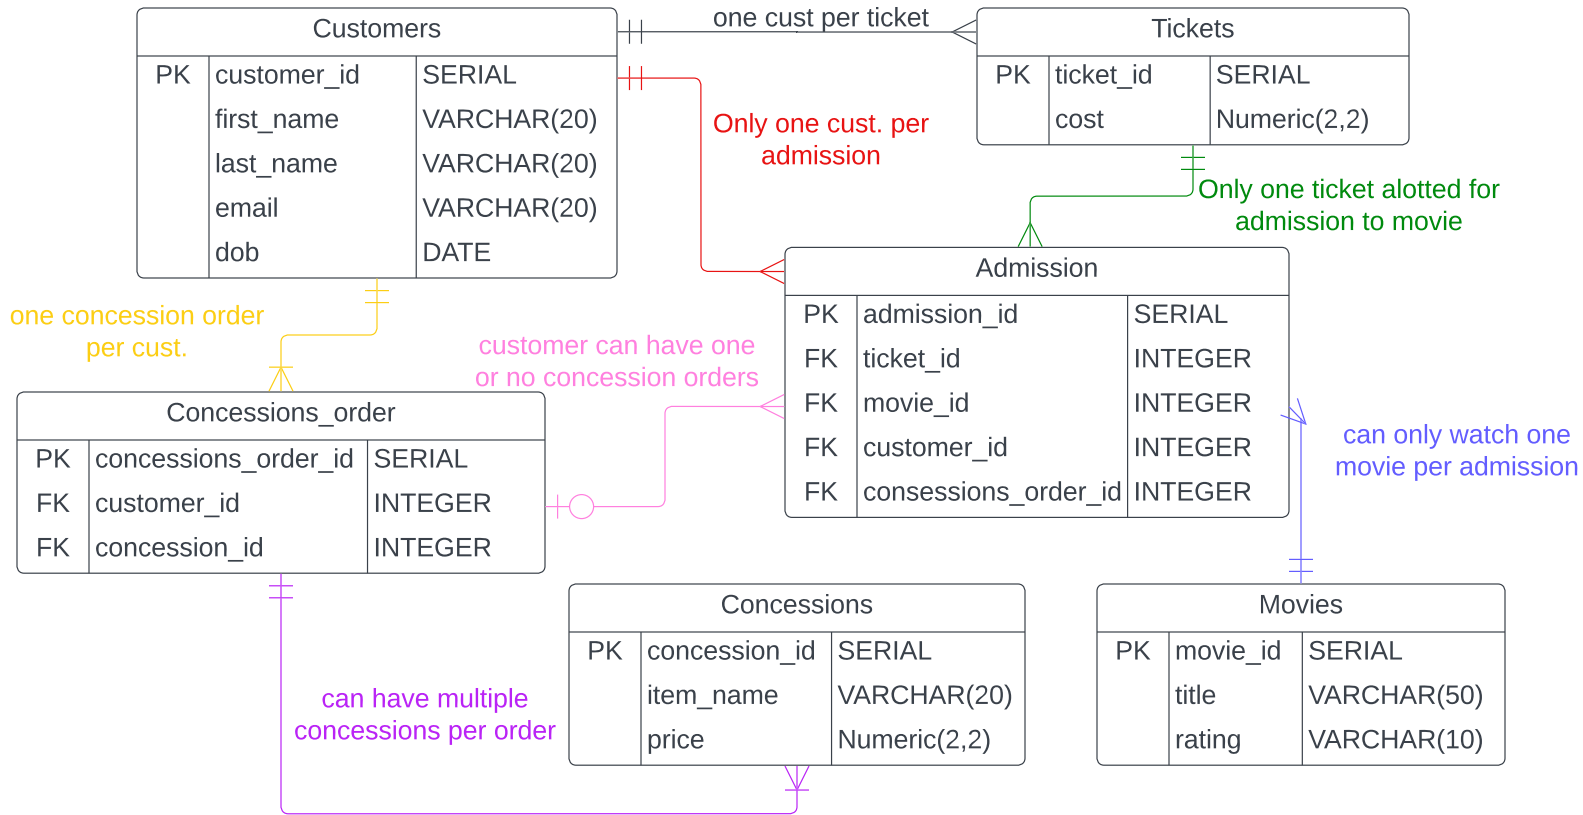 Customers
PK customer_id SERIAL
first_name VARCHAR(20)
last_name VARCHAR(20)
email VARCHAR(20)
dob DATE
one cust per ticket
Tickets
PK ticket_id SERIAL
cost Numeric(2,2)
Only one cust. per
admission
Only one ticket alotted for
admission to movie
Admission
PK admission_id SERIAL
FK ticket_id INTEGER
FK movie_id INTEGER
FK customer_id INTEGER
FK consessions_order_id INTEGER
one concession order
per cust.
customer can have one
or no concession orders
Concessions_order
PK concessions_order_id SERIAL
FK customer_id INTEGER
FK concession_id INTEGER
can only watch one
movie per admission
can have multiple
concessions per order
Concessions
PK concession_id SERIAL
item_name VARCHAR(20)
price Numeric(2,2)
Movies
PK movie_id SERIAL
title VARCHAR(50)
rating VARCHAR(10)